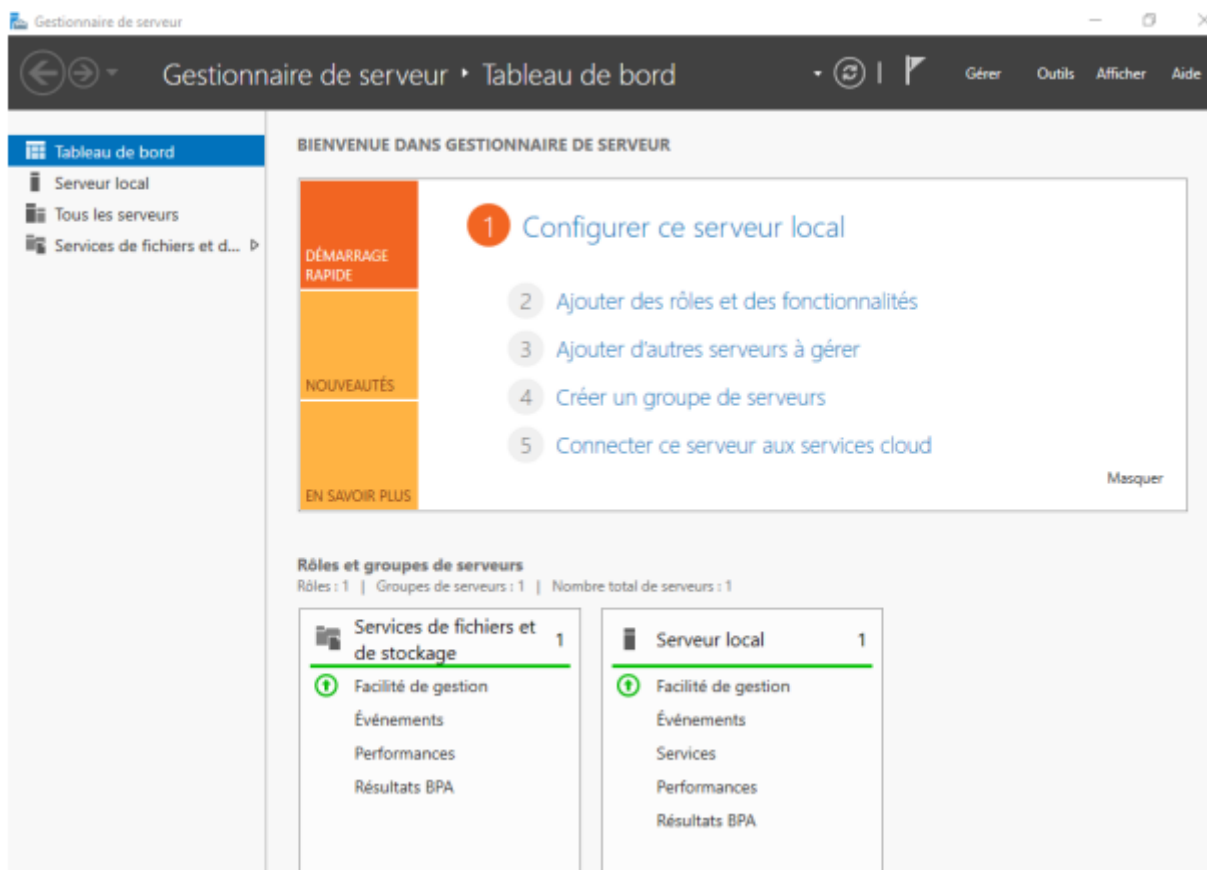 Gestionnaire de serveur
Gestionnaire de serveur ‣ Tableau de bord
Gérer Outils Afficher Aide
Tableau de bord
Serveur local
Tous les serveurs
Services de fichiers et d...
BIENVENUE DANS GESTIONNAIRE DE SERVEUR
DÉMARRAGE
RAPIDE
NOUVEAUTÉS
EN SAVOIR PLUS
1 Configurer ce serveur local
2 Ajouter des rôles et des fonctionnalités
3 Ajouter d'autres serveurs à gérer
4 Créer un groupe de serveurs
5 Connecter ce serveur aux services cloud
Masquer
Rôles et groupes de serveurs
Rôles : 1 | Groupes de serveurs : 1 | Nombre total de serveurs : 1
Services de fichiers et
de stockage
1
Facilité de gestion
Événements
Performances
Résultats BPA
Serveur local 1
Facilité de gestion
Événements
Services
Performances
Résultats BPA